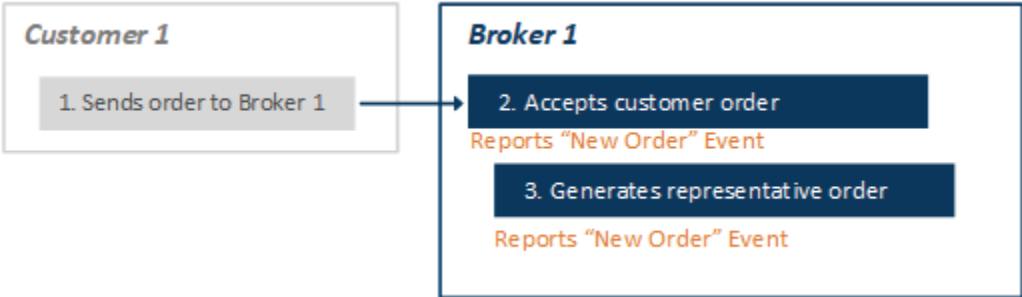 Customer 1
1. Sends order to Broker 1
Broker 1
2. Accepts customer order
Reports “New Order” Event
3. Generates representative order
Reports “New Order” Event